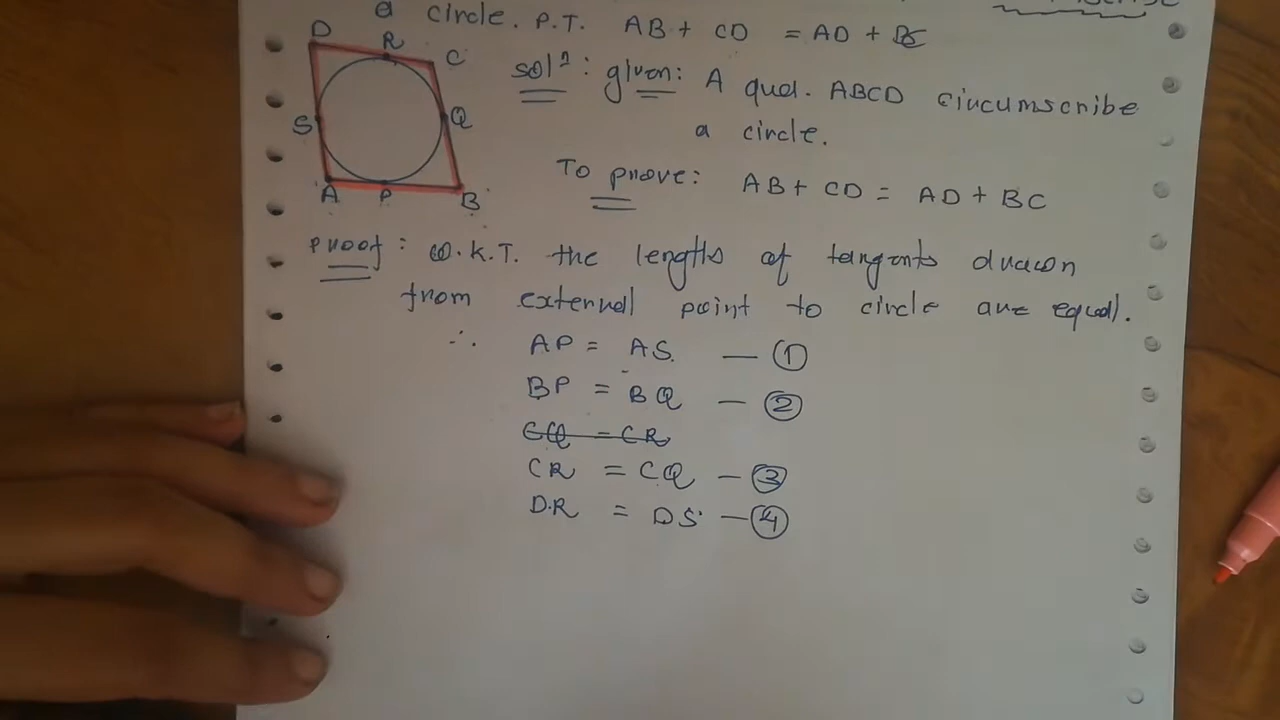 a circle. P.T. AB + CD = AD + BC
D R C
soln: given: A quad. ABCD circumscribe
S Q
a circle.
To prove: AB + CD = AD + BC
A P B
proof: W.K.T. the lengths of tangents drawn
from external point to circle are equal.
∴ AP = AS. — ①
BP = BQ — ②
CQ = CR
CR = CQ — ③
DR = DS — ④